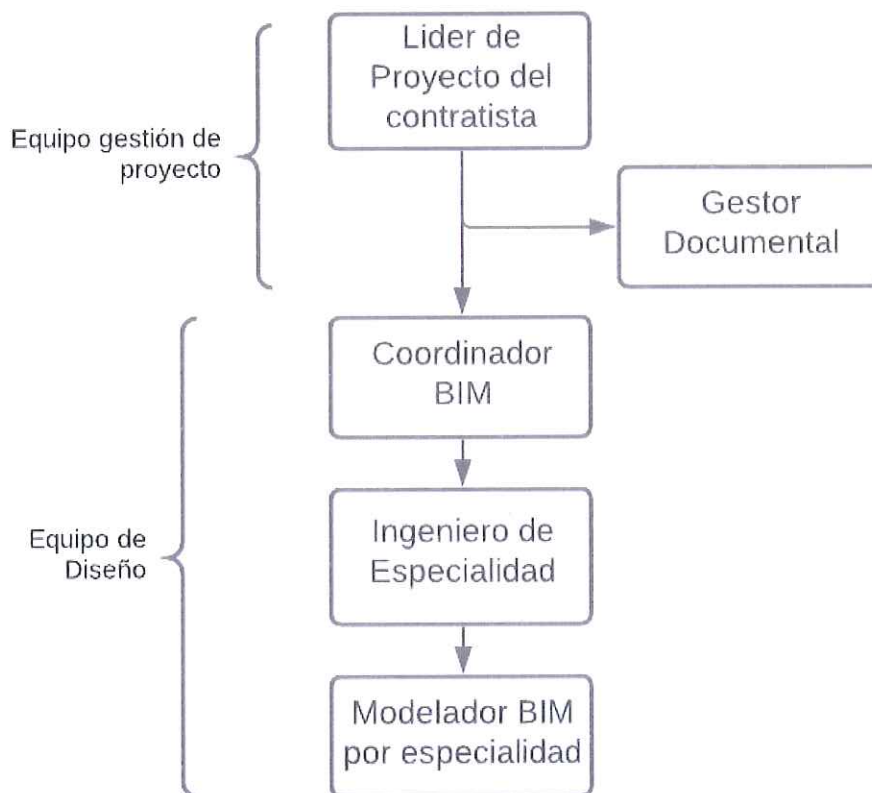 Lider de
Proyecto del
contratista
Equipo gestión de
proyecto
Gestor
Documental
Coordinador
BIM
Ingeniero de
Especialidad
Equipo de
Diseño
Modelador BIM
por especialidad